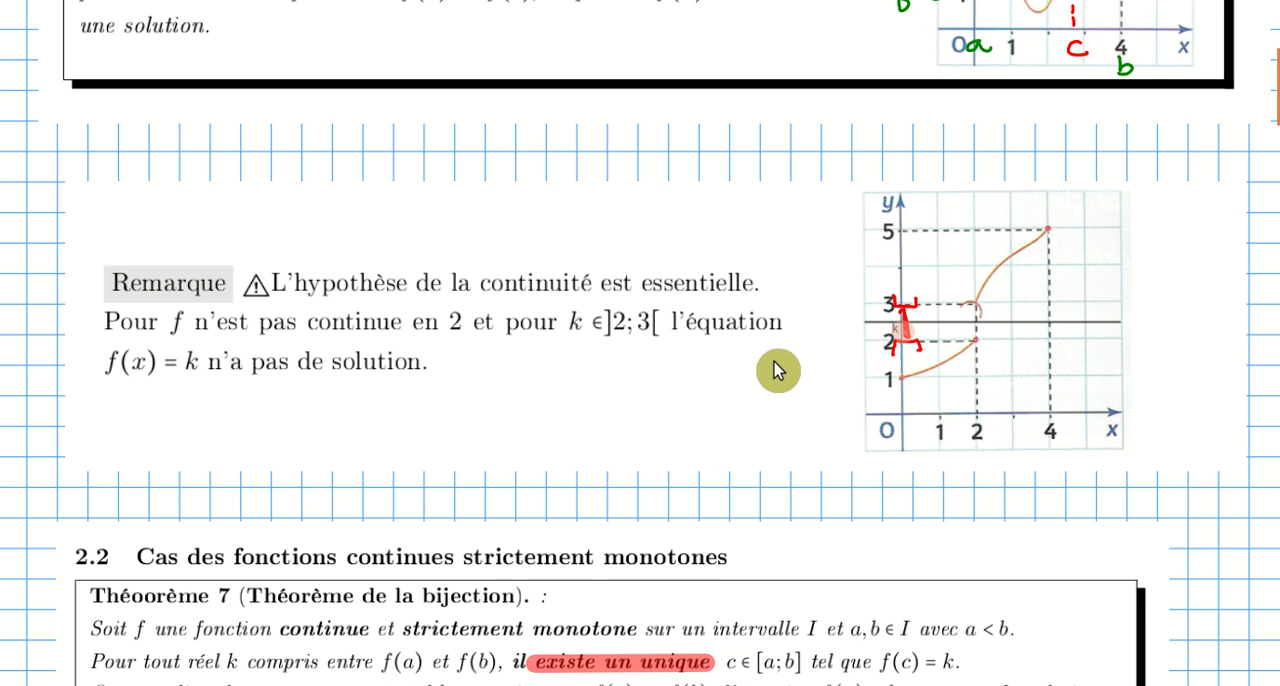 une solution.
b
O a 1 c 4 x
b
y
5
Remarque ⚠L'hypothèse de la continuité est essentielle.
3
Pour f n'est pas continue en 2 et pour k ∈]2; 3[ l'équation
k
2
f(x) = k n'a pas de solution.
1
O 1 2 4 x
2.2 Cas des fonctions continues strictement monotones
Théoorème 7 (Théorème de la bijection). :
Soit f une fonction continue et strictement monotone sur un intervalle I et a, b ∈ I avec a < b.
Pour tout réel k compris entre f(a) et f(b), il existe un unique c ∈ [a; b] tel que f(c) = k.